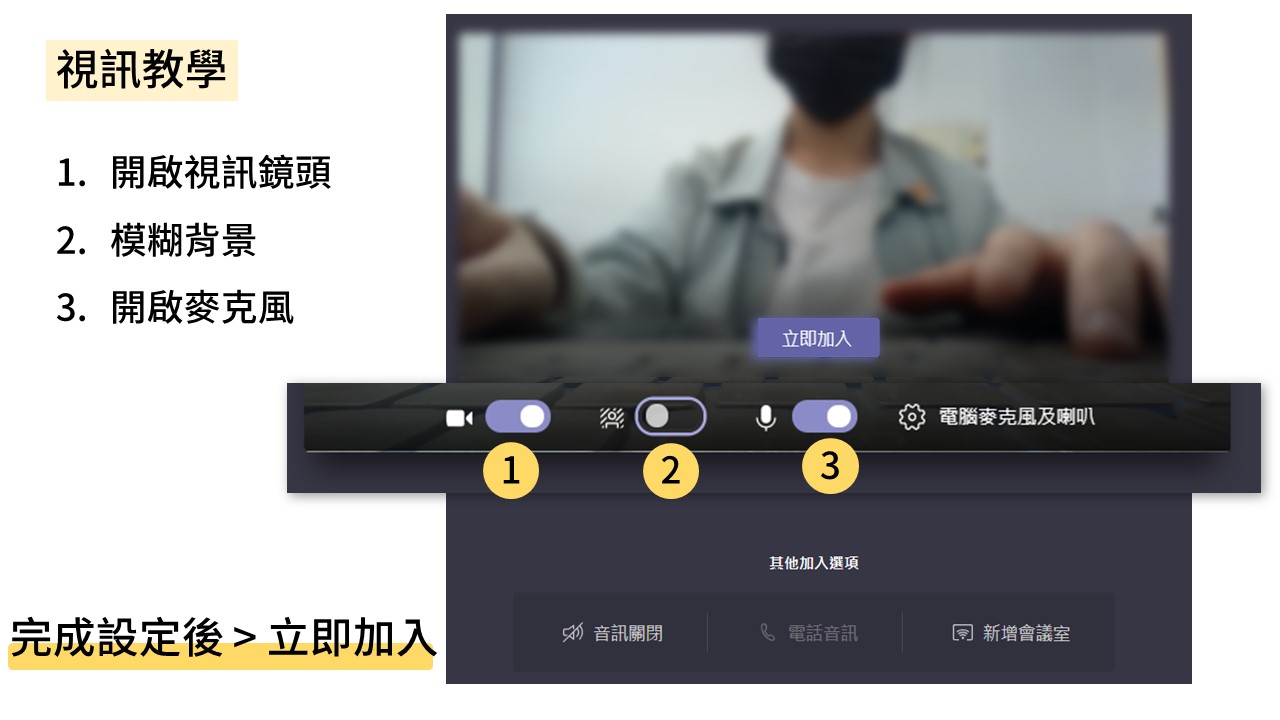 視訊教學
1. 開啟視訊鏡頭
2. 模糊背景
3. 開啟麥克風
立即加入
電腦麥克風及喇叭
1
2
3
其他加入選項
音訊關閉
電話音訊
新增會議室
完成設定後 > 立即加入